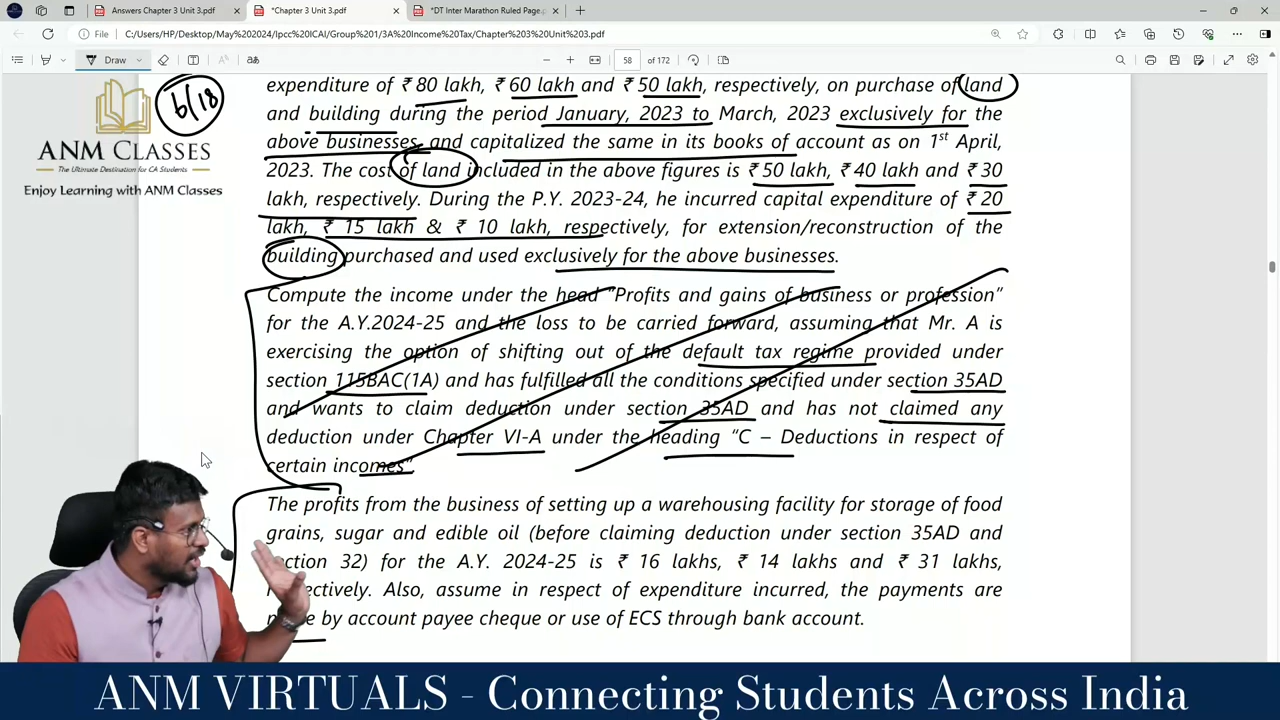 Answers Chapter 3 Unit 3.pdf
*Chapter 3 Unit 3.pdf
*DT Inter Marathon Ruled Page.p
File
C:/Users/HP/Desktop/May%202024/Ipcc%20ICAI/Group%201/3A%20Income%20Tax/Chapter%203%20Unit%203.pdf
Draw
58 of 172
6/18
ANM CLASSES
The Ultimate Destination for CA Students
Enjoy Learning with ANM Classes
expenditure of ₹ 80 lakh, ₹ 60 lakh and ₹ 50 lakh, respectively, on purchase of land
and building during the period January, 2023 to March, 2023 exclusively for the
above businesses, and capitalized the same in its books of account as on 1st April,
2023. The cost of land included in the above figures is ₹ 50 lakh, ₹ 40 lakh and ₹ 30
lakh, respectively. During the P.Y. 2023-24, he incurred capital expenditure of ₹ 20
lakh, ₹ 15 lakh & ₹ 10 lakh, respectively, for extension/reconstruction of the
building purchased and used exclusively for the above businesses.
Compute the income under the head "Profits and gains of business or profession"
for the A.Y.2024-25 and the loss to be carried forward, assuming that Mr. A is
exercising the option of shifting out of the default tax regime provided under
section 115BAC(1A) and has fulfilled all the conditions specified under section 35AD
and wants to claim deduction under section 35AD and has not claimed any
deduction under Chapter VI-A under the heading "C – Deductions in respect of
certain incomes".
The profits from the business of setting up a warehousing facility for storage of food
grains, sugar and edible oil (before claiming deduction under section 35AD and
32) for the A.Y. 2024-25 is ₹ 16 lakhs, ₹ 14 lakhs and ₹ 31 lakhs,
Also, assume in respect of expenditure incurred, the payments are
by account payee cheque or use of ECS through bank account.
ANM VIRTUALS - Connecting Students Across India